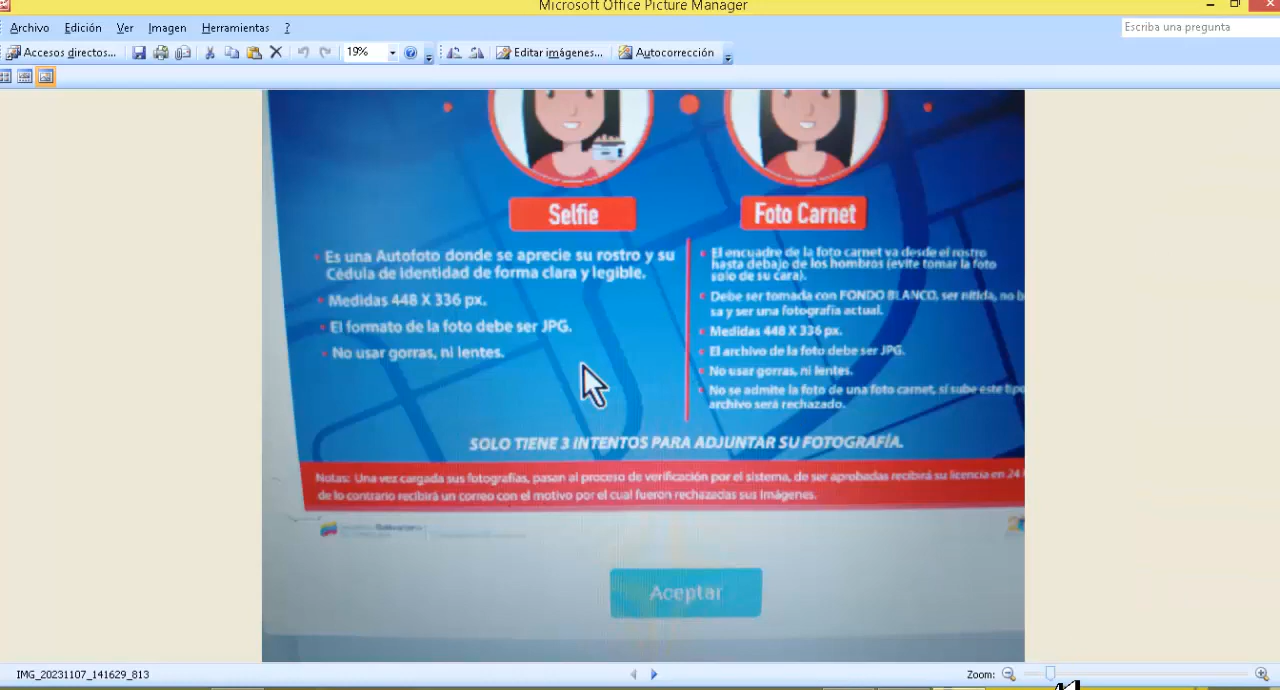 Microsoft Office Picture Manager
Archivo Edición Ver Imagen Herramientas ?
Escriba una pregunta
Accesos directos... 19% Editar imágenes... Autocorrección
Selfie
Foto Carnet
• Es una Autofoto donde se aprecie su rostro y su
Cédula de Identidad de forma clara y legible.
• Medidas 448 X 336 px.
• El formato de la foto debe ser JPG.
• No usar gorras, ni lentes.
• El encuadre de la foto carnet va desde el rostro
hasta debajo de los hombros (evite tomar la foto
solo de su cara).
• Debe ser tomada con FONDO BLANCO, ser nítida, no b
sa y ser una fotografía actual.
• Medidas 448 X 336 px.
• El archivo de la foto debe ser JPG.
• No usar gorras, ni lentes.
• No se admite la foto de una foto carnet, sí sube este tipo
archivo será rechazado.
SOLO TIENE 3 INTENTOS PARA ADJUNTAR SU FOTOGRAFÍA.
Notas: Una vez cargada sus fotografías, pasan al proceso de verificación por el sistema, de ser aprobadas recibirá su licencia en 24
de lo contrario recibirá un correo con el motivo por el cual fueron rechazadas sus imágenes.
Aceptar
IMG_20231107_141629_813
Zoom: